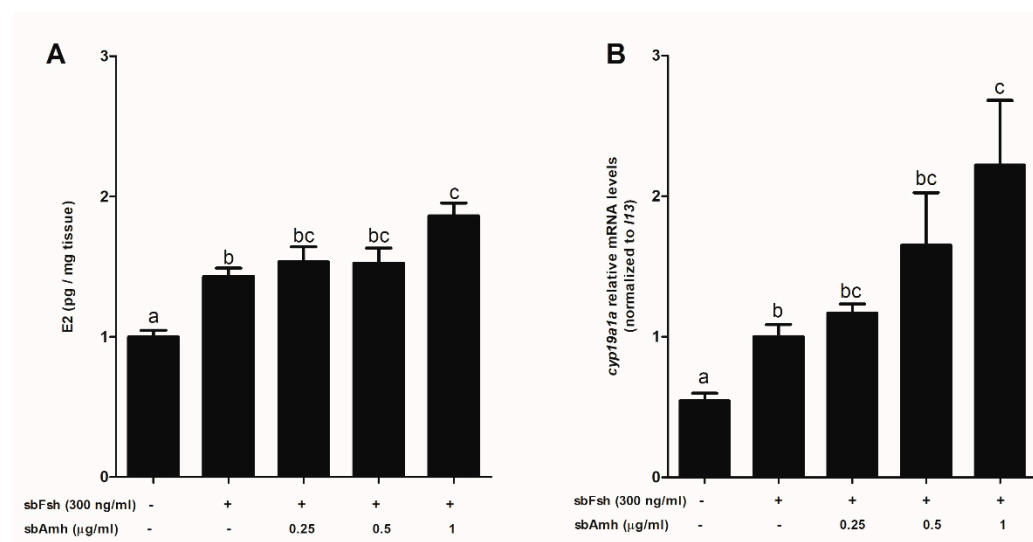 A
3
2
1
0
E2 (pg / mg tissue)
a
b
bc
bc
c
sbFsh (300 ng/ml) - + + + +
sbAmh (µg/ml) - - 0.25 0.5 1
B
3
2
1
0
cyp19a1a relative mRNA levels
(normalized to l13)
a
b
bc
bc
c
sbFsh (300 ng/ml) - + + + +
sbAmh (µg/ml) - - 0.25 0.5 1